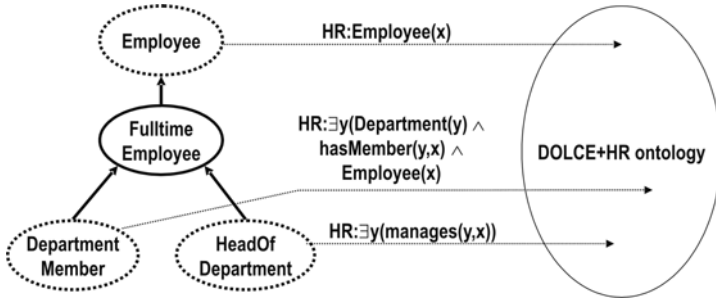 Employee
HR:Employee(x)
Fulltime
Employee
HR:∃y(Department(y) ∧
hasMember(y,x) ∧
Employee(x)
DOLCE+HR ontology
Department
Member
HeadOf
Department
HR:∃y(manages(y,x))